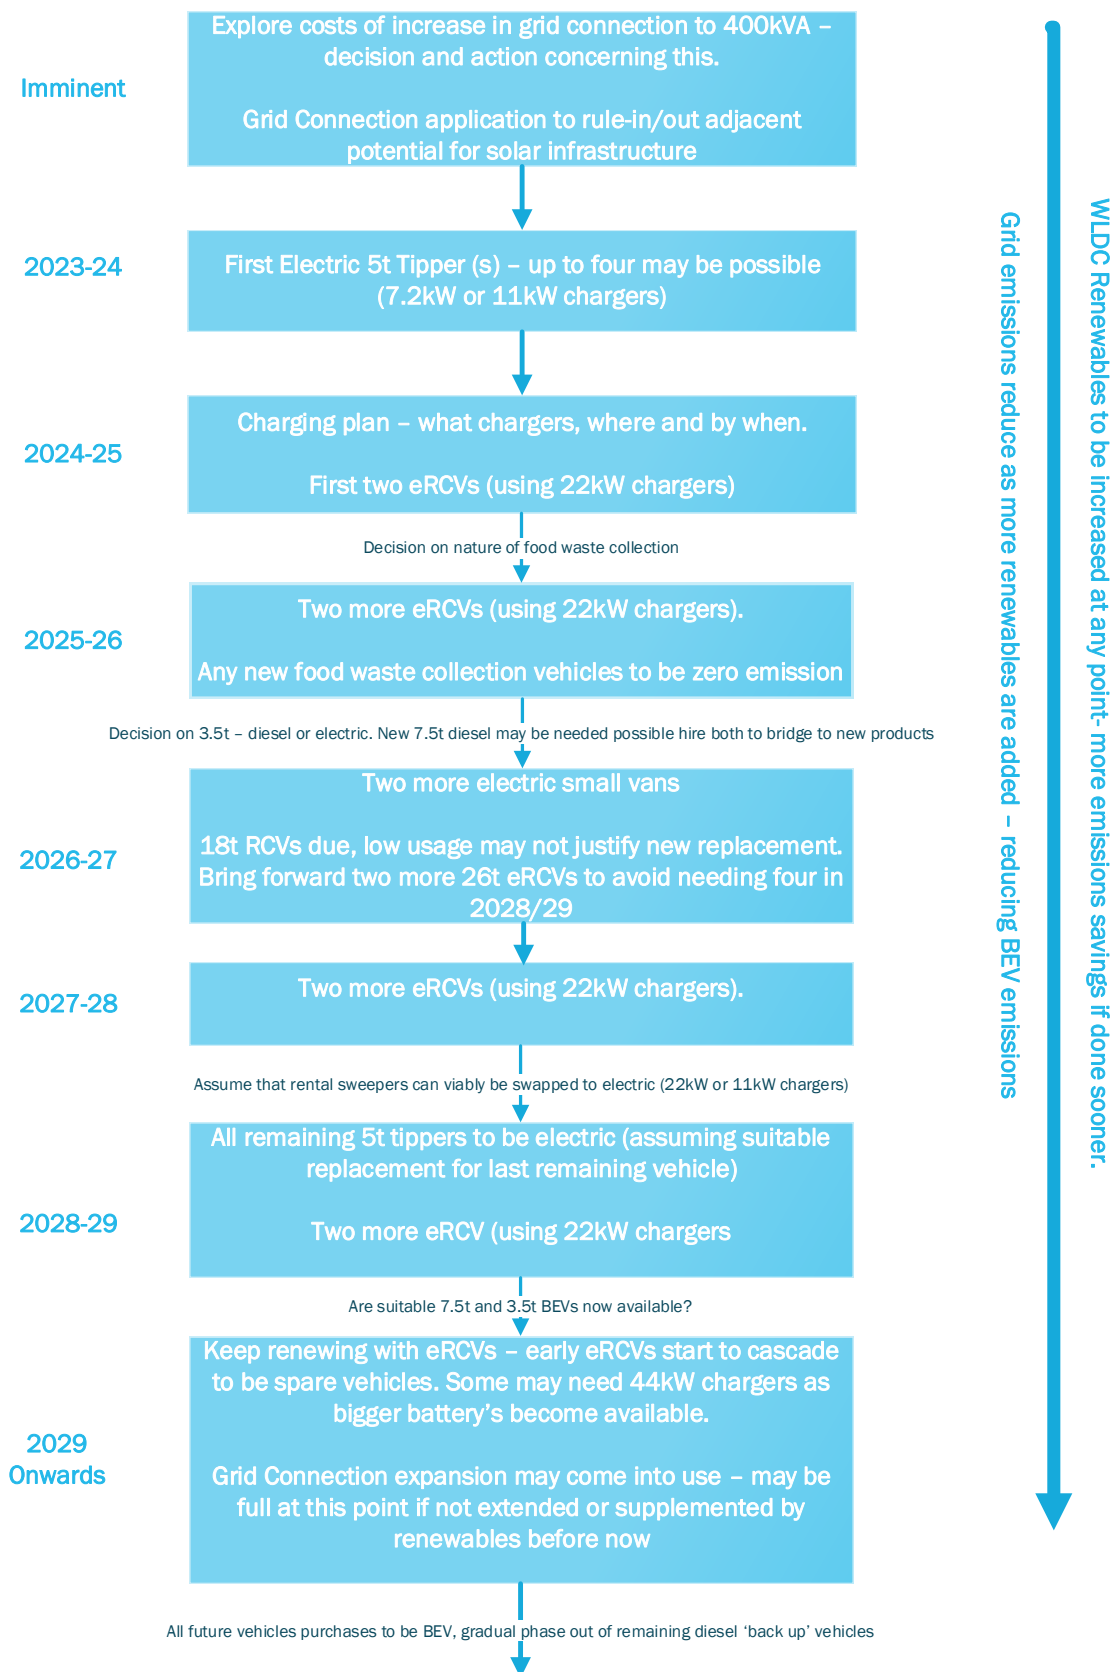 Imminent
Explore costs of increase in grid connection to 400kVA –
decision and action concerning this.
Grid Connection application to rule-in/out adjacent
potential for solar infrastructure
2023-24
First Electric 5t Tipper (s) – up to four may be possible
(7.2kW or 11kW chargers)
2024-25
Charging plan – what chargers, where and by when.
First two eRCVs (using 22kW chargers)
Decision on nature of food waste collection
2025-26
Two more eRCVs (using 22kW chargers).
Any new food waste collection vehicles to be zero emission
Decision on 3.5t – diesel or electric. New 7.5t diesel may be needed possible hire both to bridge to new products
2026-27
Two more electric small vans
18t RCVs due, low usage may not justify new replacement.
Bring forward two more 26t eRCVs to avoid needing four in
2028/29
2027-28
Two more eRCVs (using 22kW chargers).
Assume that rental sweepers can viably be swapped to electric (22kW or 11kW chargers)
2028-29
All remaining 5t tippers to be electric (assuming suitable
replacement for last remaining vehicle)
Two more eRCV (using 22kW chargers
Are suitable 7.5t and 3.5t BEVs now available?
2029
Onwards
Keep renewing with eRCVs – early eRCVs start to cascade
to be spare vehicles. Some may need 44kW chargers as
bigger battery’s become available.
Grid Connection expansion may come into use – may be
full at this point if not extended or supplemented by
renewables before now
All future vehicles purchases to be BEV, gradual phase out of remaining diesel ‘back up’ vehicles
Grid emissions reduce as more renewables are added – reducing BEV emissions
WLDC Renewables to be increased at any point- more emissions savings if done sooner.